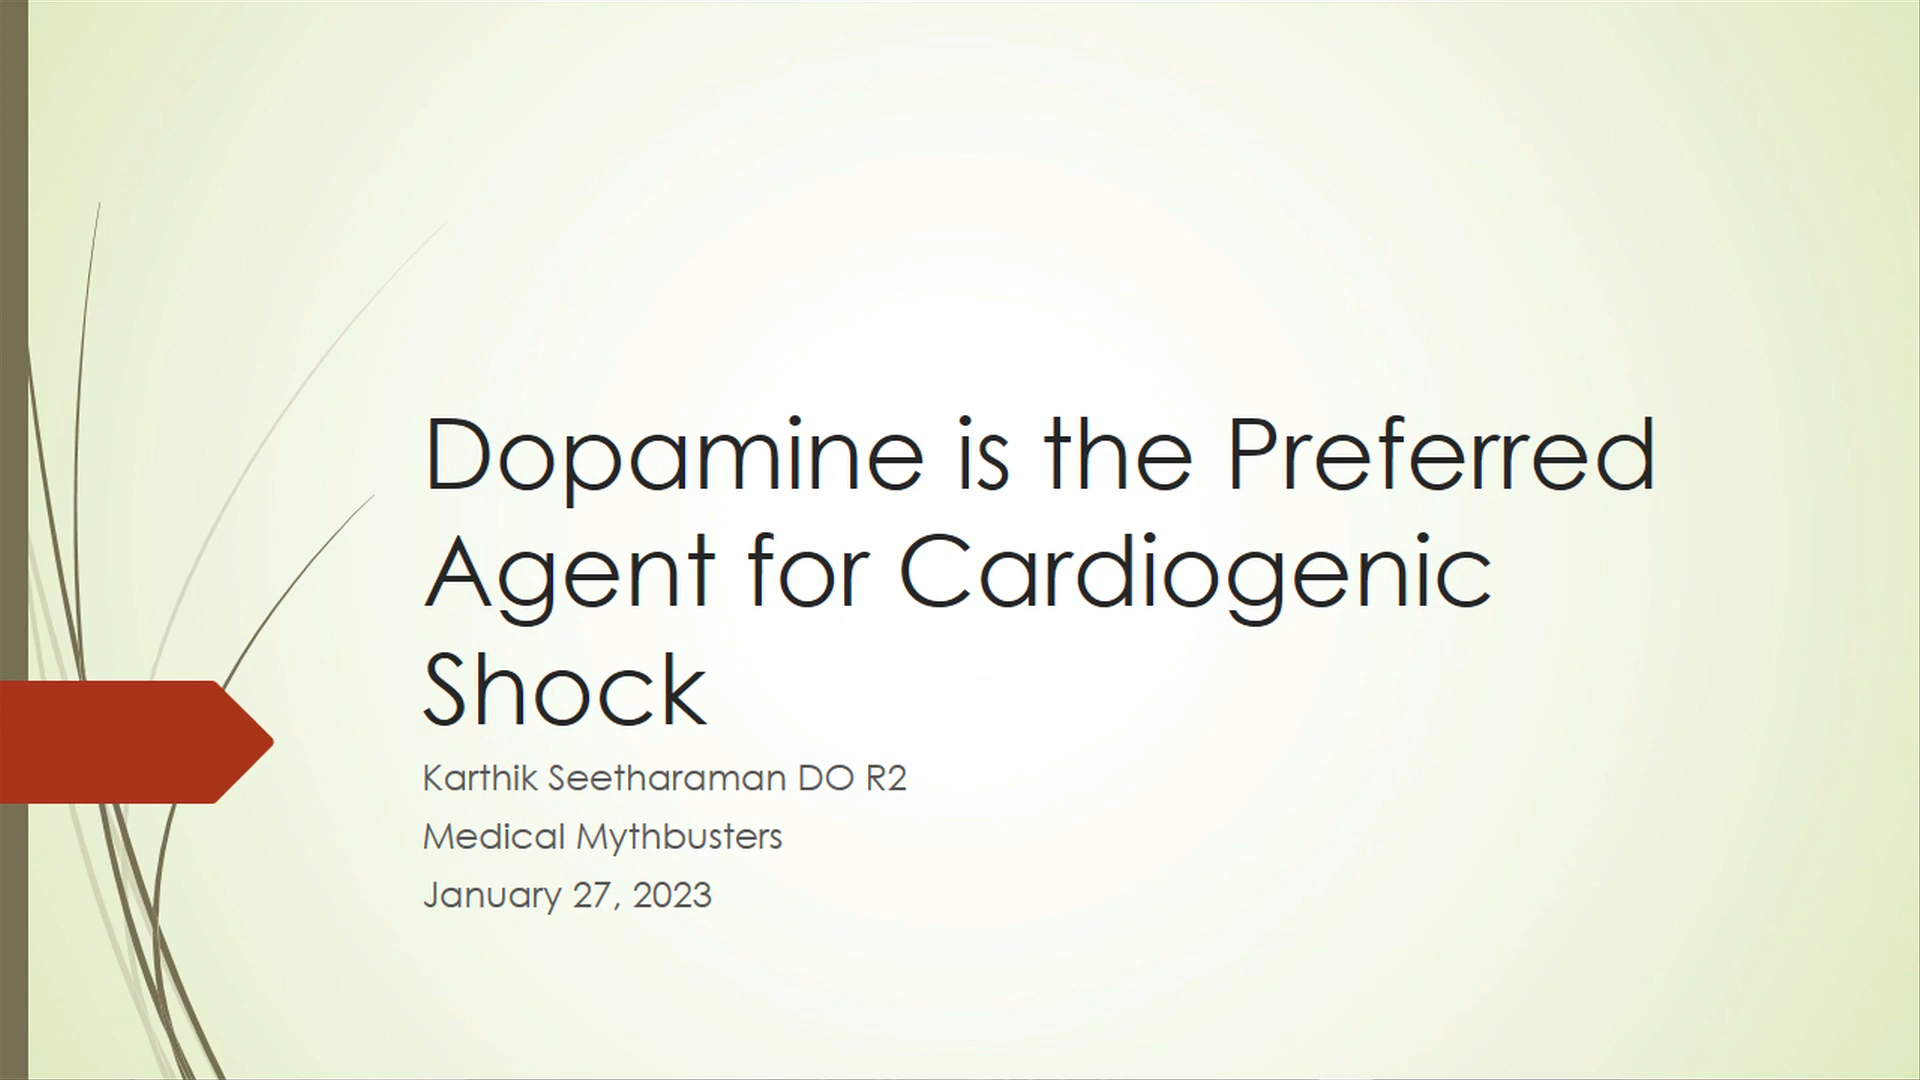 Dopamine is the Preferred
Agent for Cardiogenic
Shock
Karthik Seetharaman DO R2
Medical Mythbusters
January 27, 2023